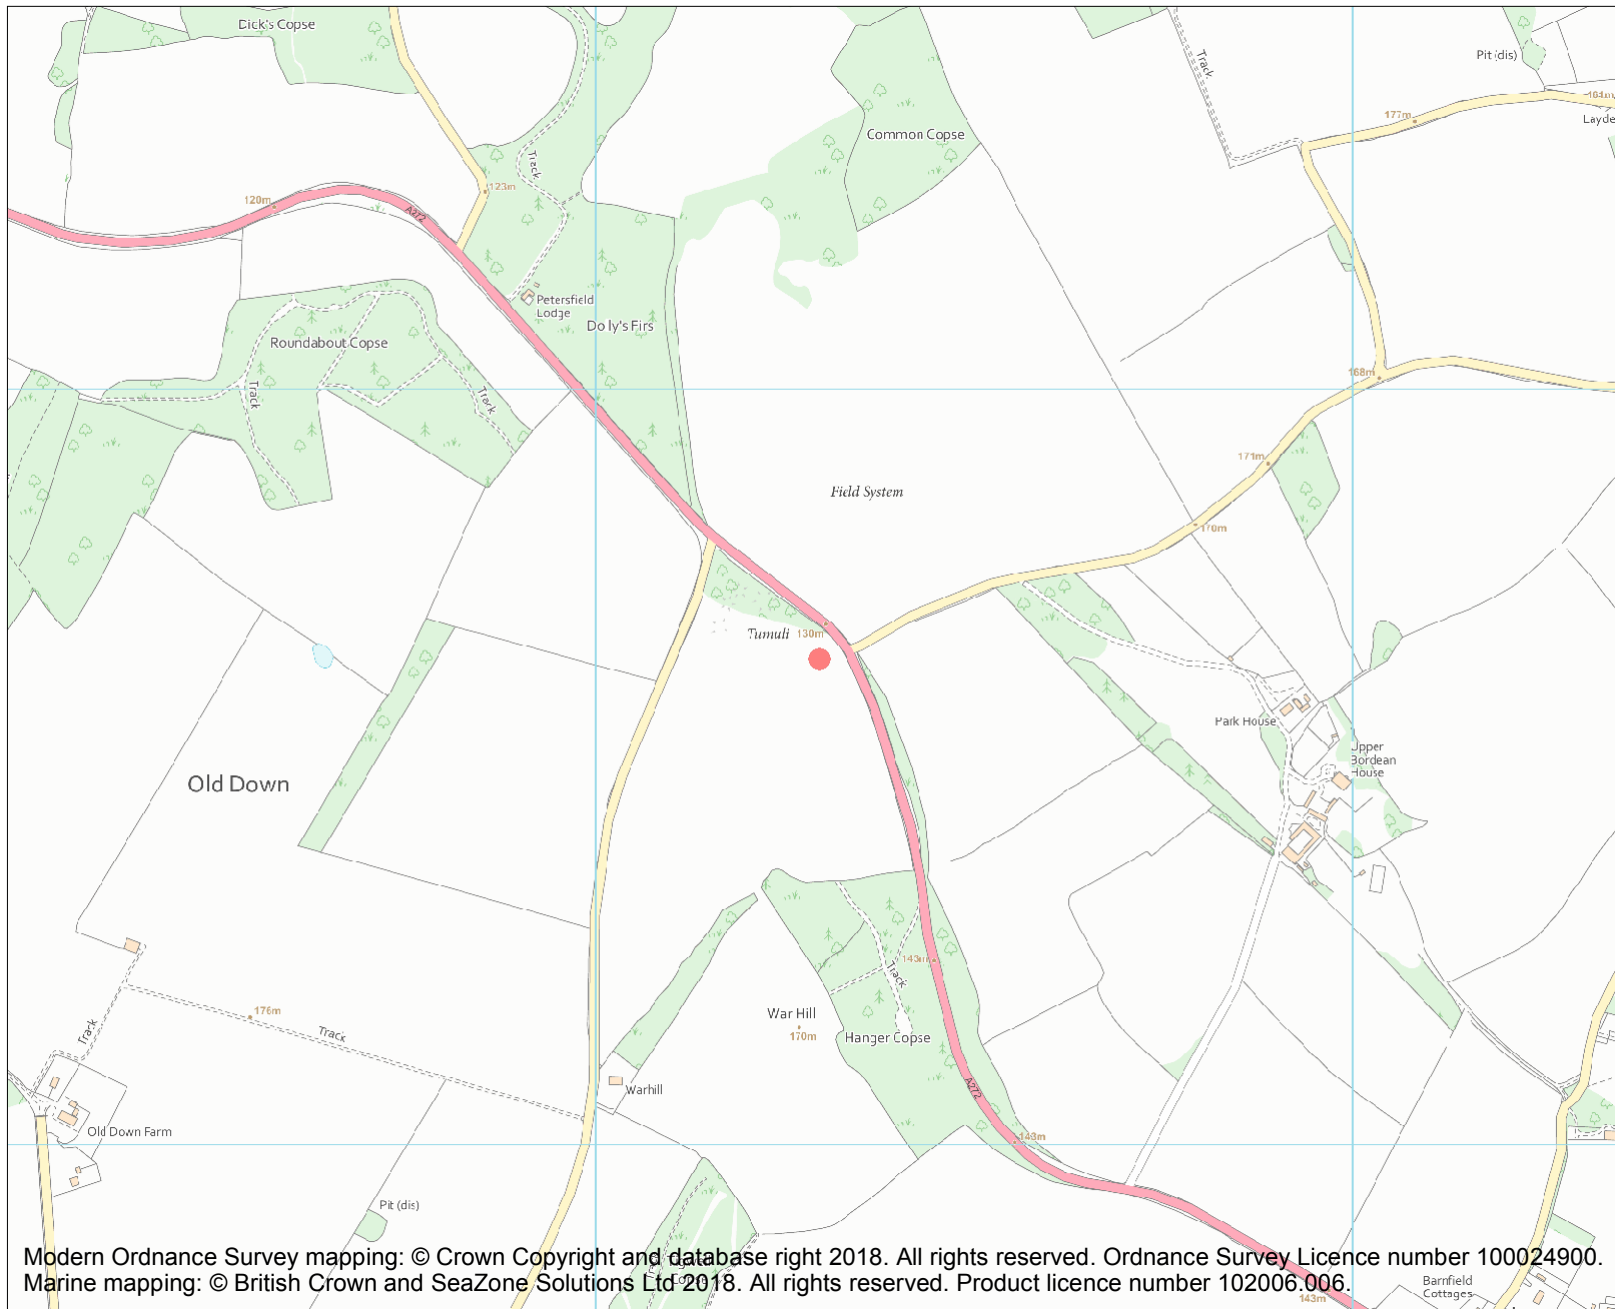 Dick's Copse
Pit (dis)
Track
Common Copse
177m
Layde
Track
123m
120m
A272
Petersfield
Lodge
Dolly's Firs
Roundabout Copse
168m
Track
Track
171m
Field System
170m
Tumuli
130m
Park House
Upper
Bordean
House
Old Down
143m
Track
176m
War Hill
170m
Track
Track
Hanger Copse
A272
Warhill
Old Down Farm
143m
Pit (dis)
Modern Ordnance Survey mapping: © Crown Copyright and database right 2018. All rights reserved. Ordnance Survey Licence number 100024900.
Marine mapping: © British Crown and SeaZone Solutions Ltd 2018. All rights reserved. Product licence number 102006.006.
Track
Copse
Barnfield
Cottages
143m